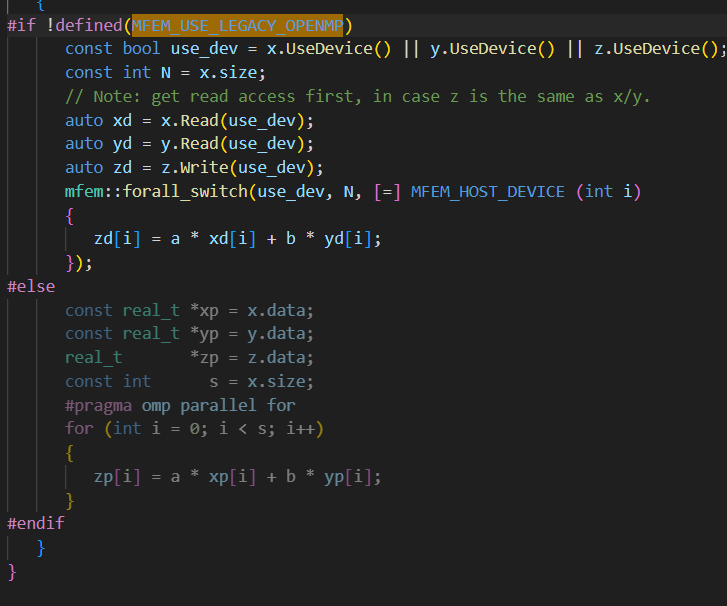 {
#if !defined(MFEM_USE_LEGACY_OPENMP)
const bool use_dev = x.UseDevice() || y.UseDevice() || z.UseDevice();
const int N = x.size;
// Note: get read access first, in case z is the same as x/y.
auto xd = x.Read(use_dev);
auto yd = y.Read(use_dev);
auto zd = z.Write(use_dev);
mfem::forall_switch(use_dev, N, [=] MFEM_HOST_DEVICE (int i)
{
zd[i] = a * xd[i] + b * yd[i];
});
#else
const real_t *xp = x.data;
const real_t *yp = y.data;
real_t       *zp = z.data;
const int      s = x.size;
#pragma omp parallel for
for (int i = 0; i < s; i++)
{
zp[i] = a * xp[i] + b * yp[i];
}
#endif
}
}